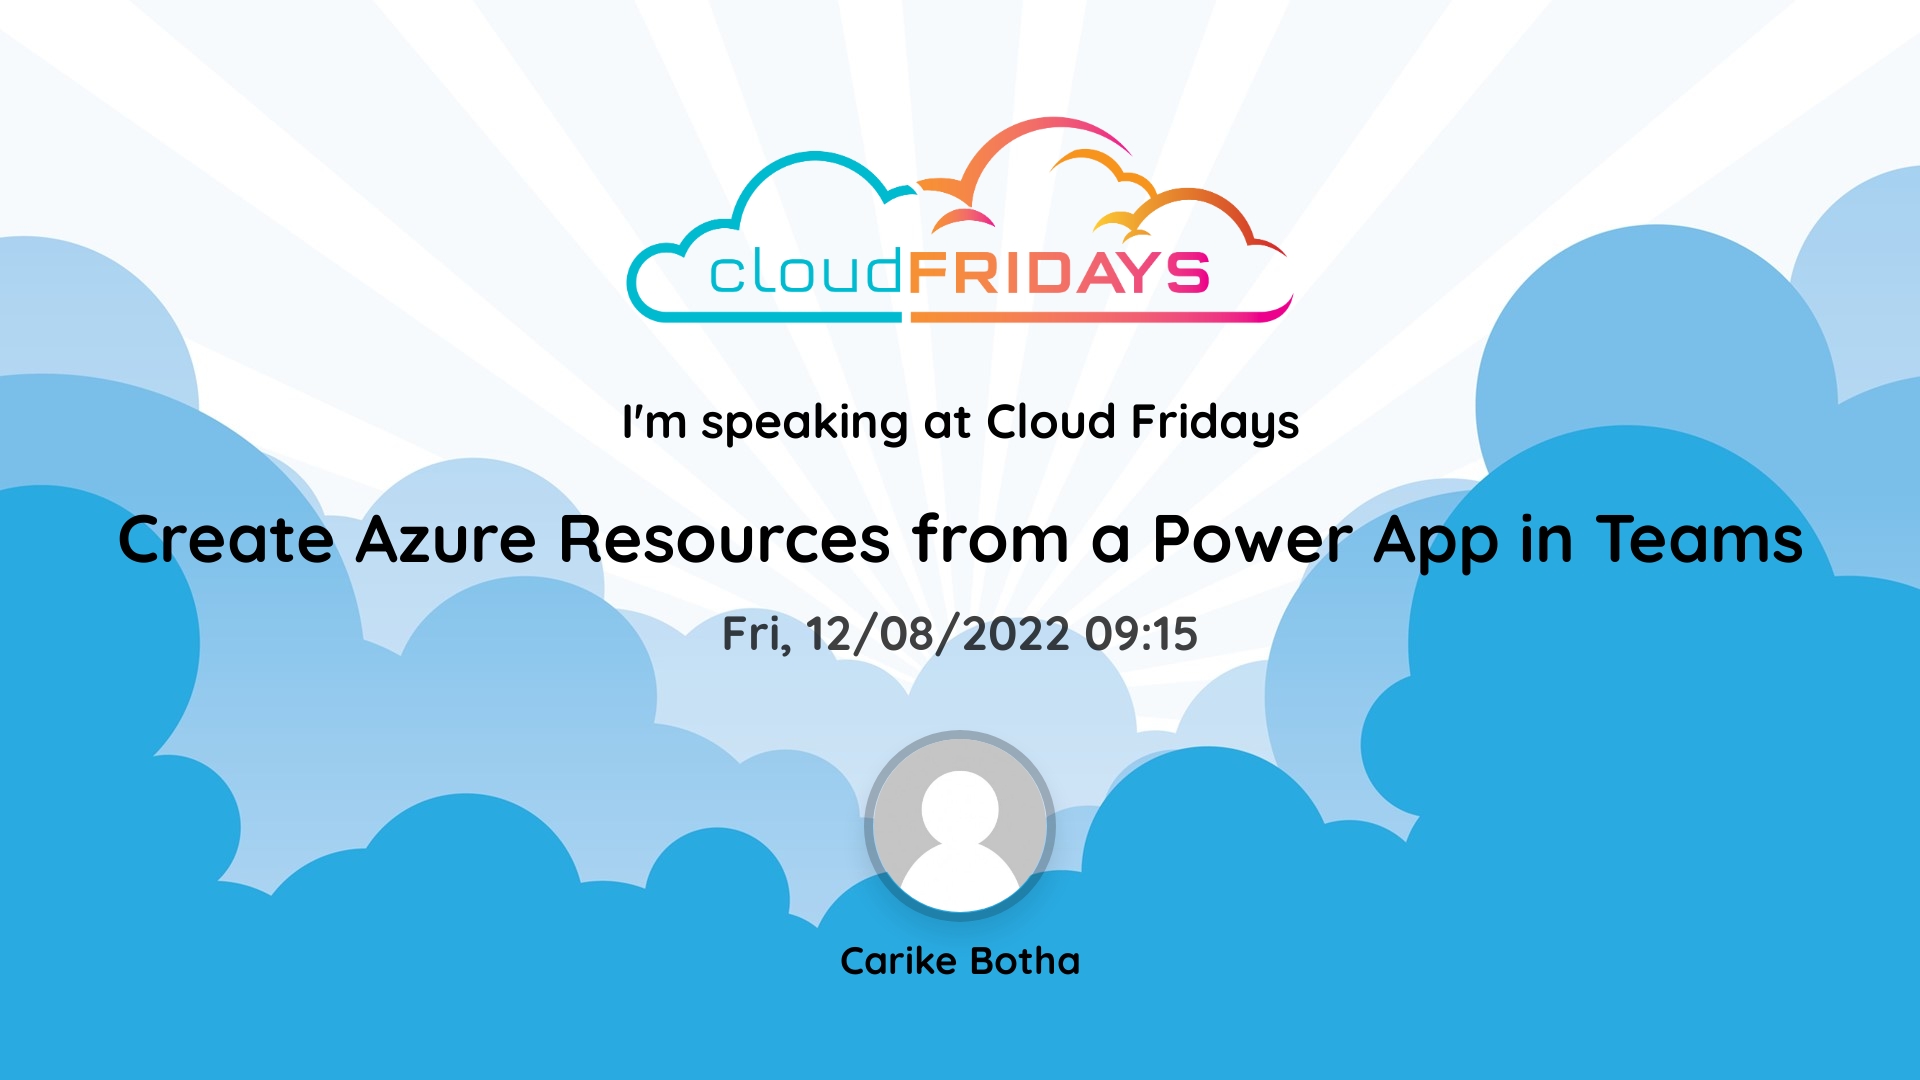 cloudFRIDAYS
I'm speaking at Cloud Fridays
Create Azure Resources from a Power App in Teams
Fri, 12/08/2022 09:15
Carike Botha